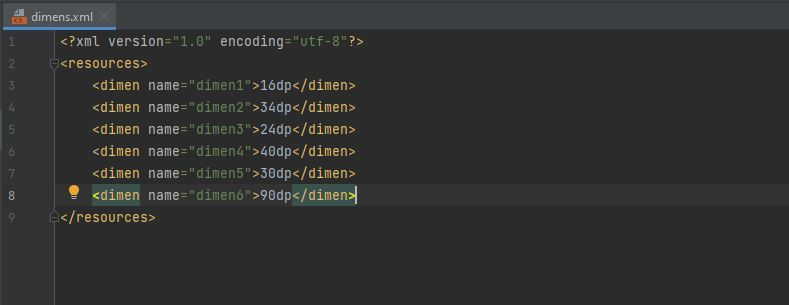 dimens.xml
1 <?xml version="1.0" encoding="utf-8"?>
2 <resources>
3     <dimen name="dimen1">16dp</dimen>
4     <dimen name="dimen2">34dp</dimen>
5     <dimen name="dimen3">24dp</dimen>
6     <dimen name="dimen4">40dp</dimen>
7     <dimen name="dimen5">30dp</dimen>
8     <dimen name="dimen6">90dp</dimen>
9 </resources>